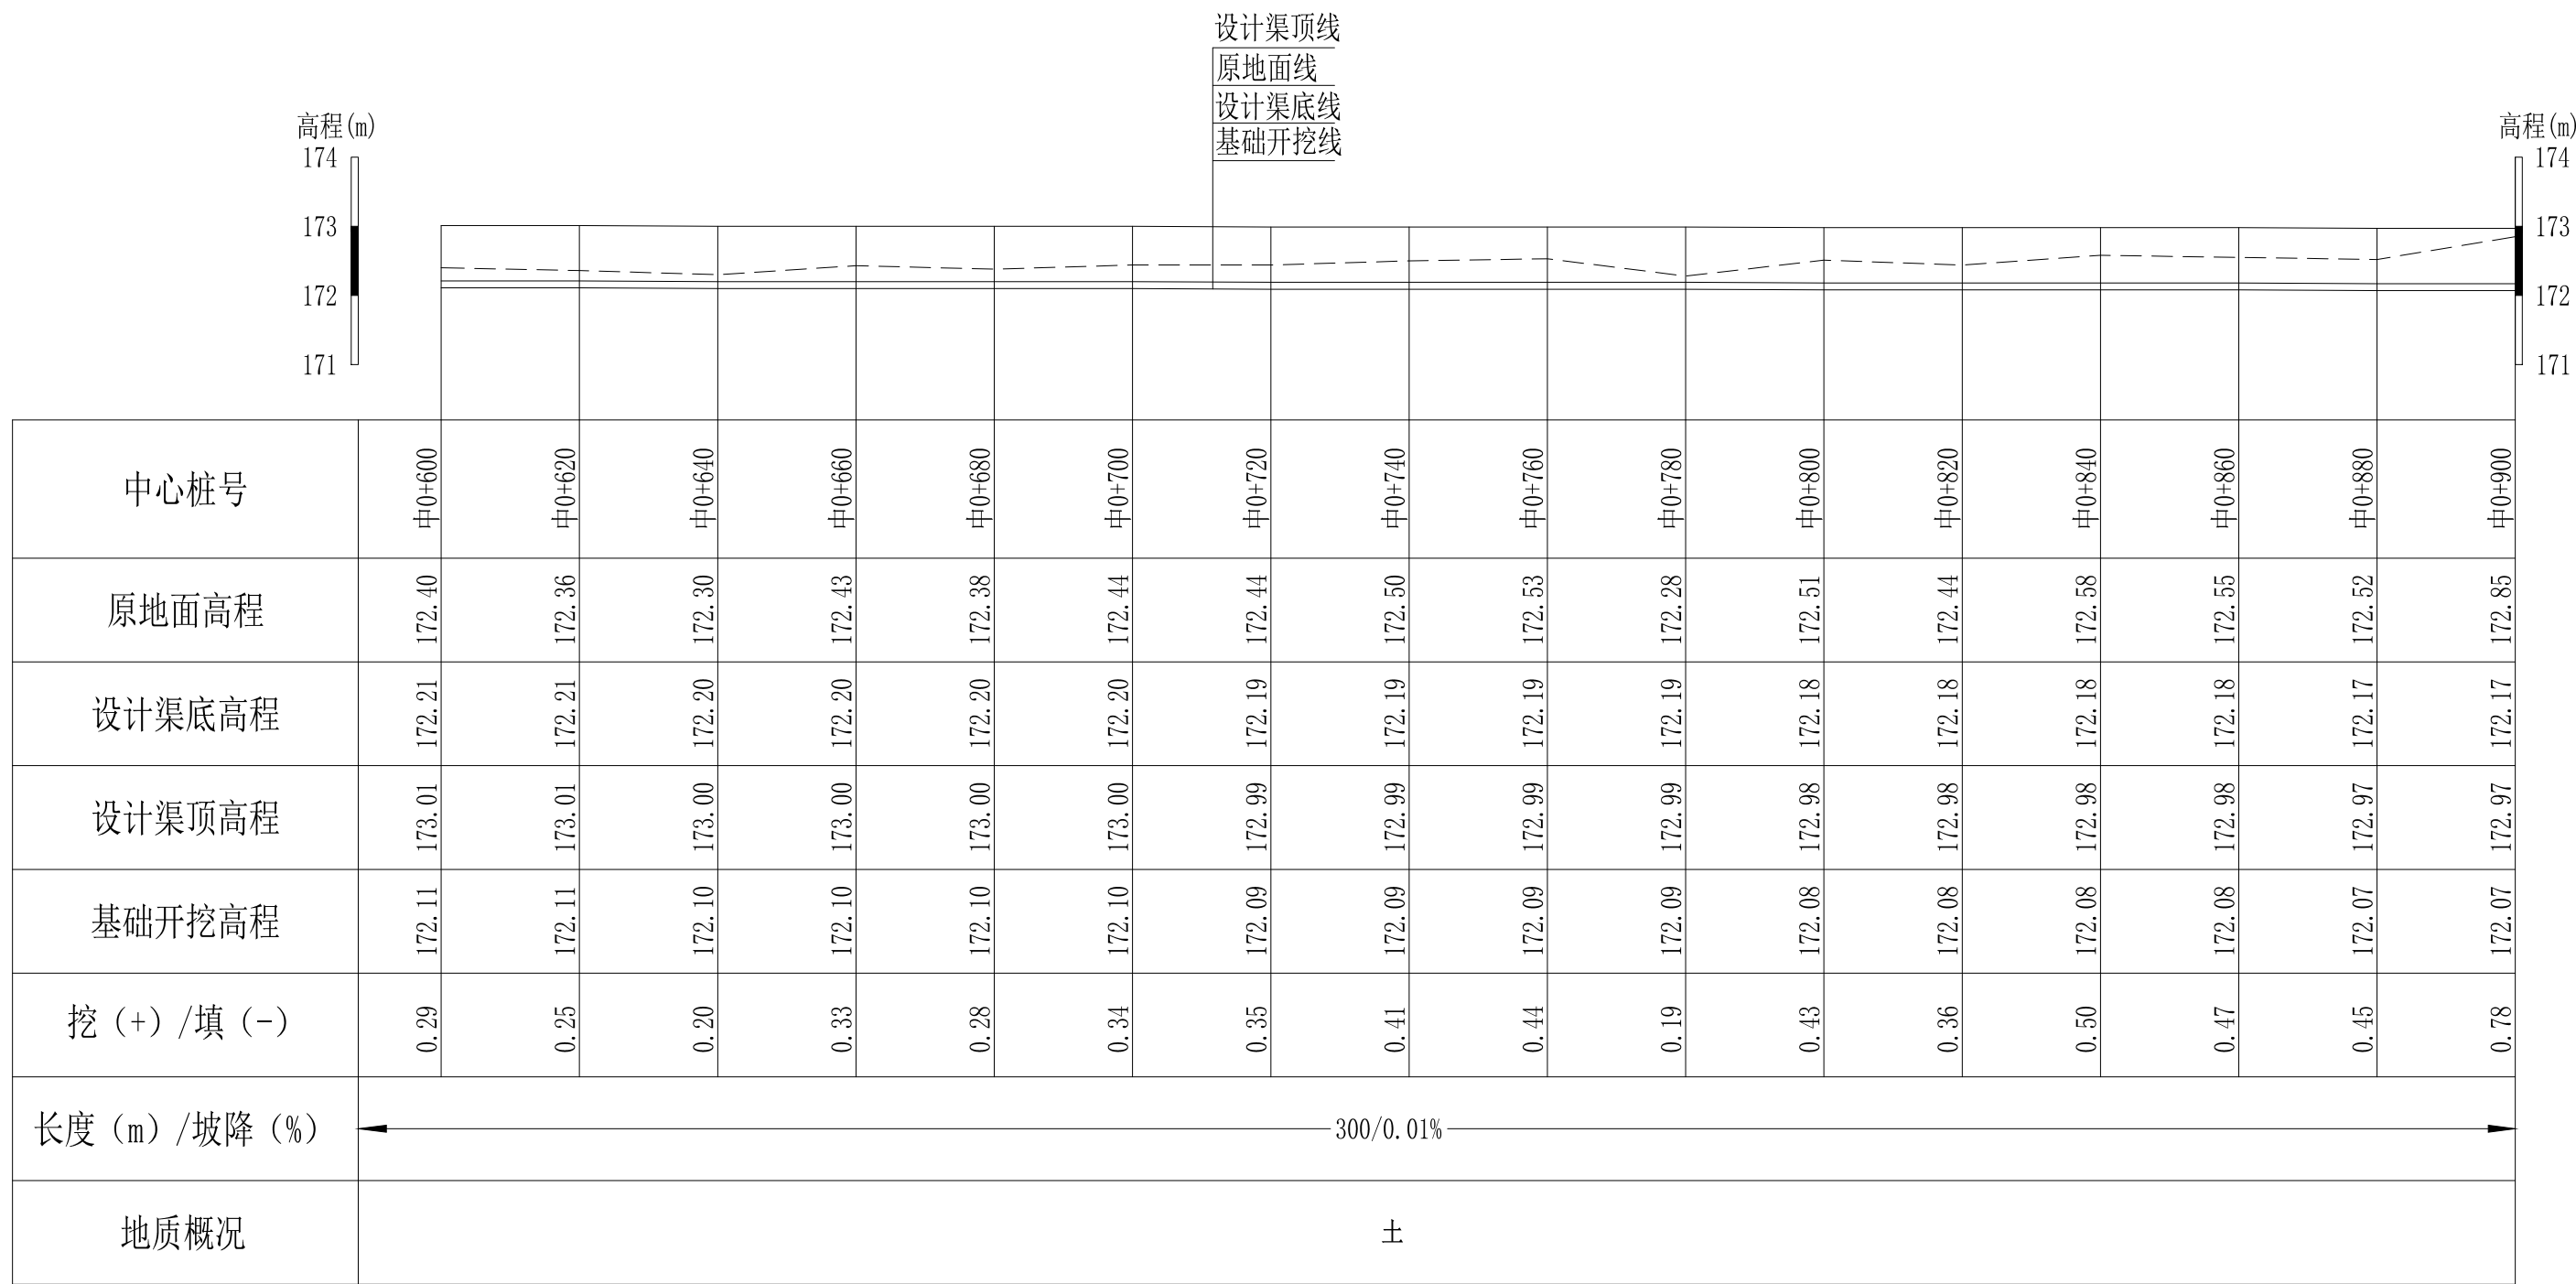 设计渠顶线
原地面线
设计渠底线
基础开挖线
高程(m)
174
173
172
171
高程(m)
174
173
172
171
中心桩号 中0+600 中0+620 中0+640 中0+660 中0+680 中0+700 中0+720 中0+740 中0+760 中0+780 中0+800 中0+820 中0+840 中0+860 中0+880 中0+900
原地面高程 172.40 172.36 172.30 172.43 172.38 172.44 172.44 172.50 172.53 172.28 172.51 172.44 172.58 172.55 172.52 172.85
设计渠底高程 172.21 172.21 172.20 172.20 172.20 172.20 172.19 172.19 172.19 172.19 172.18 172.18 172.18 172.18 172.17 172.17
设计渠顶高程 173.01 173.01 173.00 173.00 173.00 173.00 172.99 172.99 172.99 172.99 172.98 172.98 172.98 172.98 172.97 172.97
基础开挖高程 172.11 172.11 172.10 172.10 172.10 172.10 172.09 172.09 172.09 172.09 172.08 172.08 172.08 172.08 172.07 172.07
挖（+）/填（-） 0.29 0.25 0.20 0.33 0.28 0.34 0.35 0.41 0.44 0.19 0.43 0.36 0.50 0.47 0.45 0.78
长度（m）/坡降（%） 300/0.01%
地质概况 土